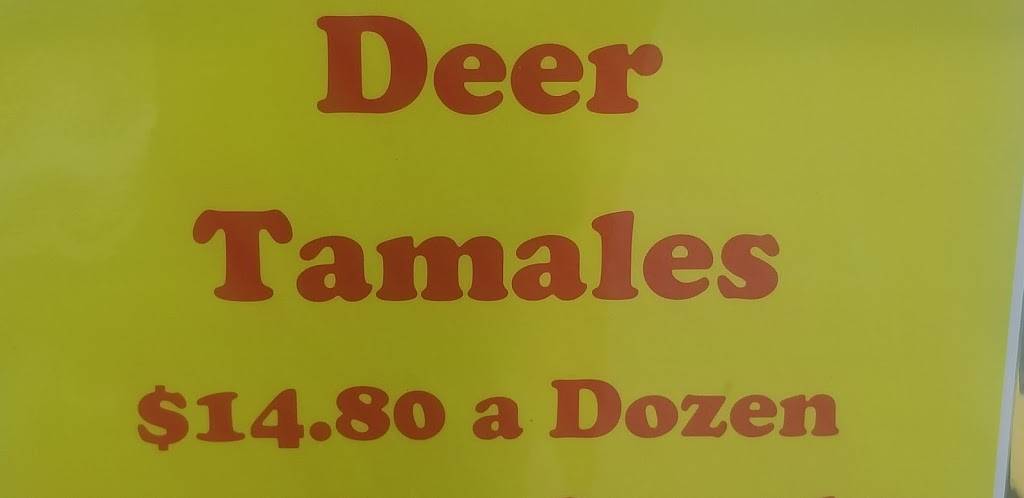 Deer
Tamales
$14.80 a Dozen